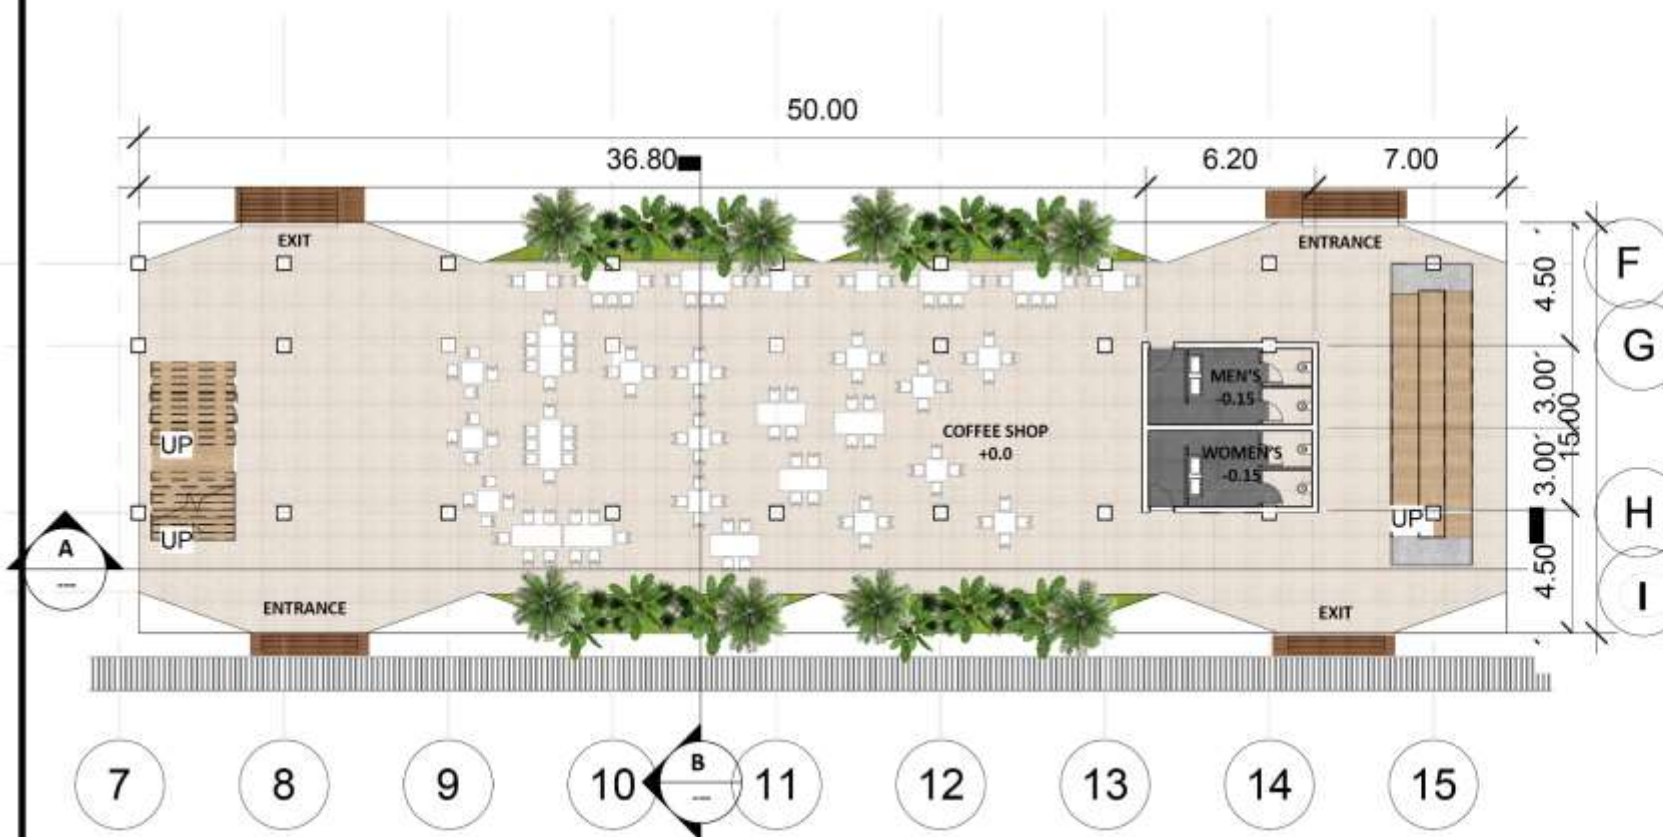 50.00
36.80
6.20
7.00
EXIT
ENTRANCE
F
4.50
G
MEN'S
-0.15
3.00
UP
COFFEE SHOP
+0.0
WOMEN'S
-0.15
3.00
15.00
H
UP
UP
A
4.50
I
ENTRANCE
EXIT
B
7
8
9
10
11
12
13
14
15